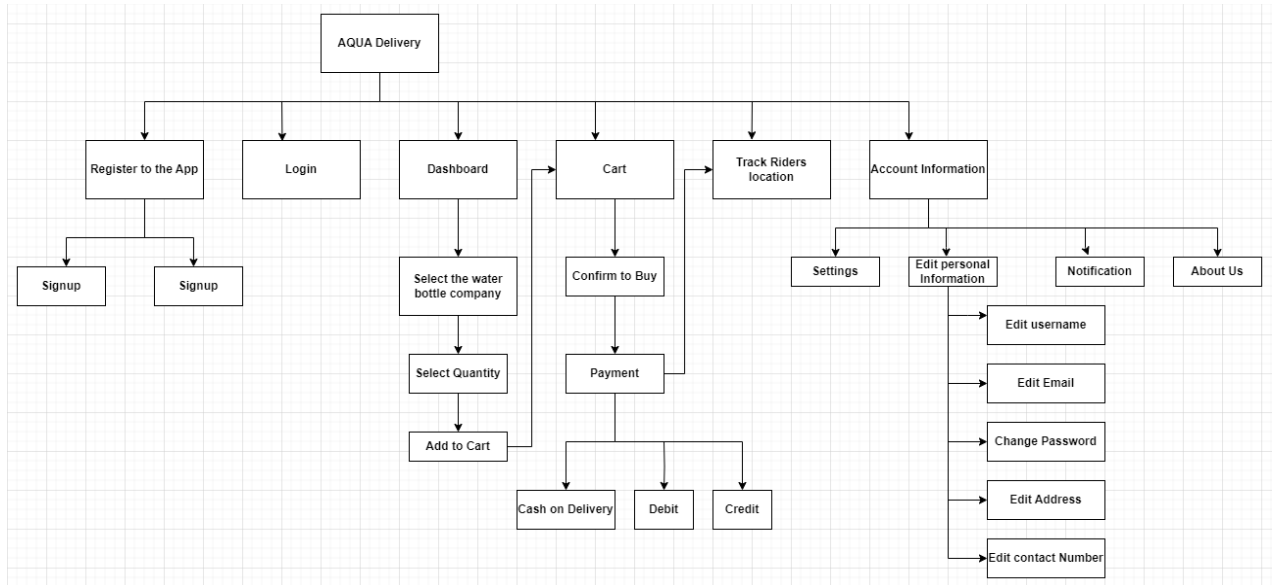 AQUA Delivery
Register to the App
Login
Dashboard
Cart
Track Riders
location
Account Information
Signup
Signup
Select the water
bottle company
Confirm to Buy
Settings
Edit personal
Information
Notification
About Us
Edit username
Select Quantity
Payment
Edit Email
Add to Cart
Change Password
Cash on Delivery
Debit
Credit
Edit Address
Edit contact Number